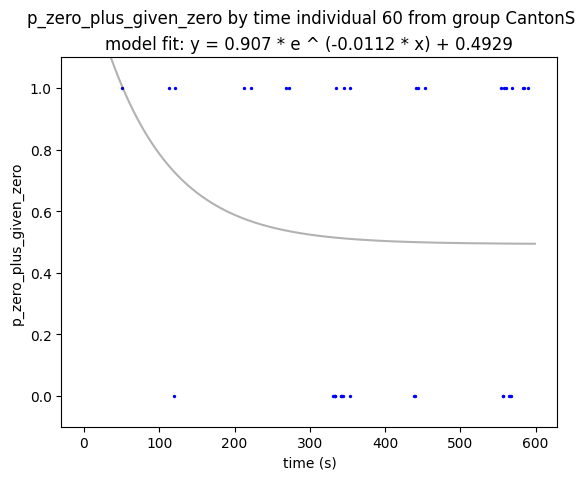 p_zero_plus_given_zero by time individual 60 from group CantonS
model fit: y = 0.907 * e ^ (-0.0112 * x) + 0.4929
1.0
0.8
0.6
0.4
0.2
0.0
p_zero_plus_given_zero
0 100 200 300 400 500 600
time (s)